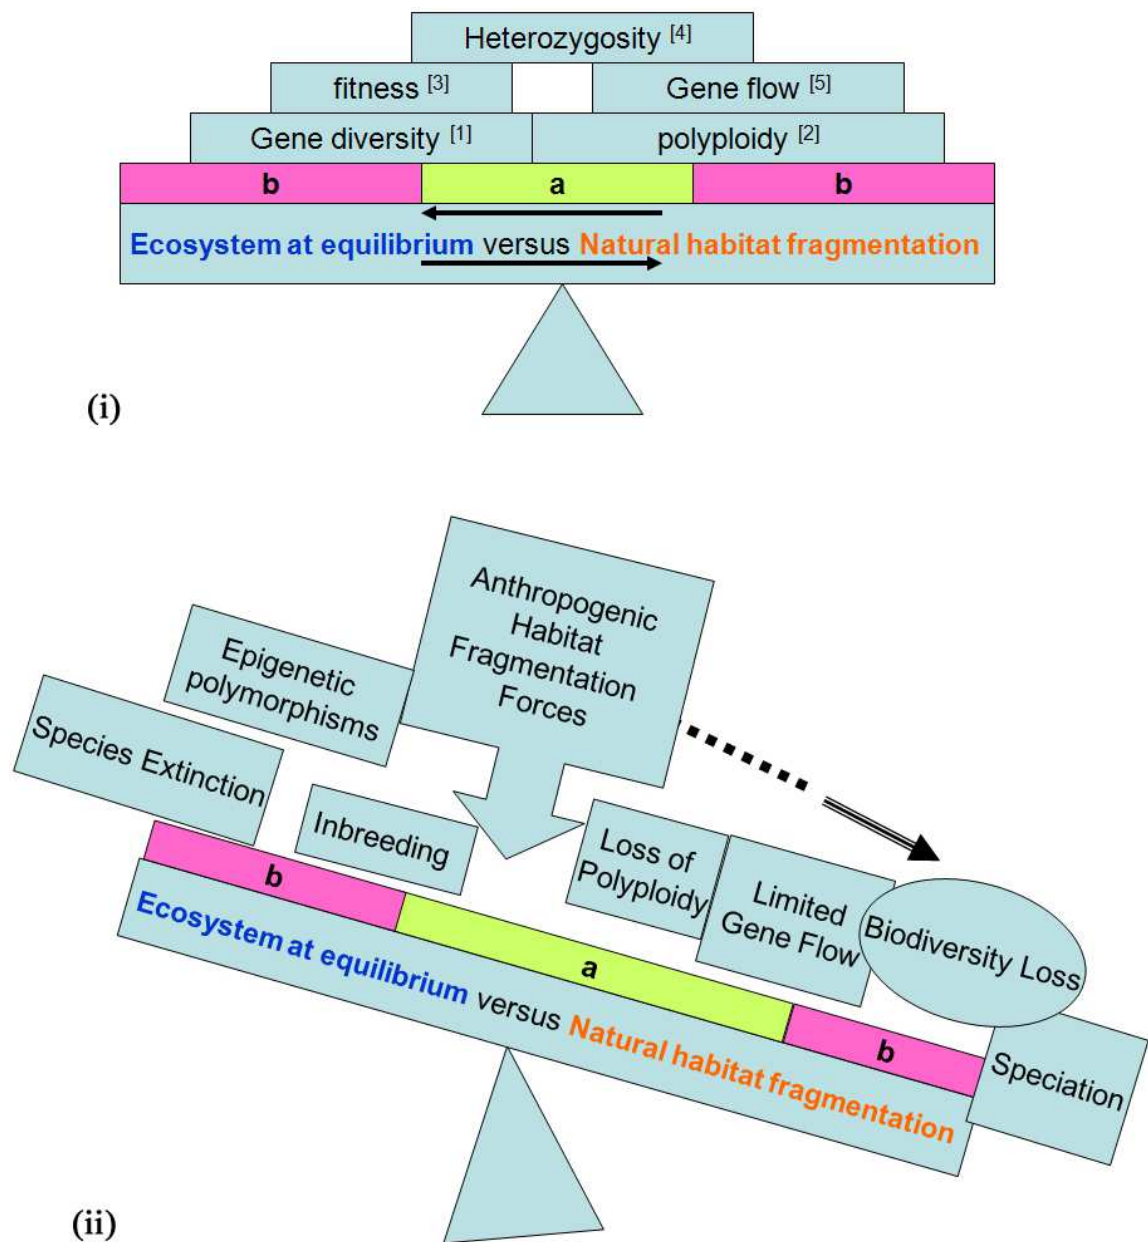 Heterozygosity [4]
fitness [3]
Gene flow [5]
Gene diversity [1]
polyploidy [2]
b
a
b
Ecosystem at equilibrium versus Natural habitat fragmentation
(i)
Anthropogenic
Habitat
Fragmentation
Forces
Epigenetic
polymorphisms
Species Extinction
Inbreeding
Loss of
Polyploidy
Limited
Gene Flow
Biodiversity Loss
Speciation
b
a
b
Ecosystem at equilibrium versus Natural habitat fragmentation
(ii)